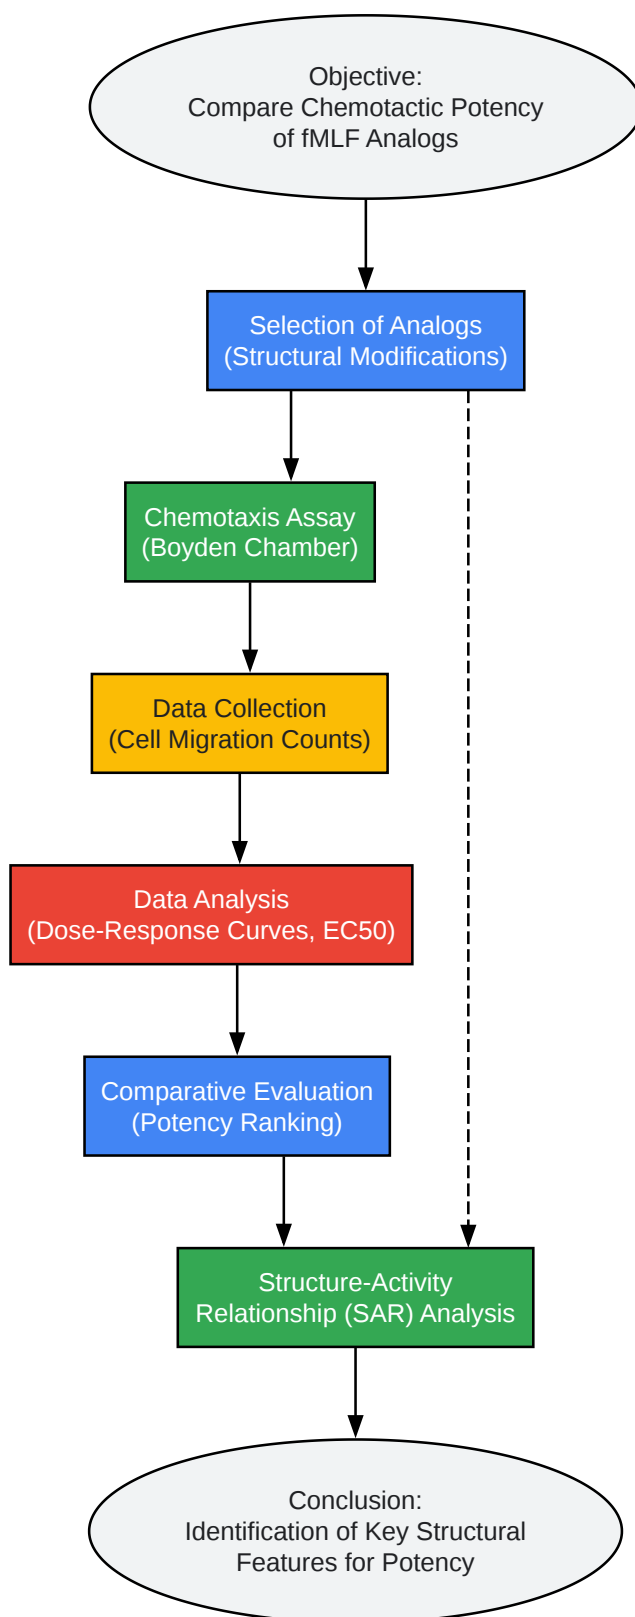 Objective:
Compare Chemotactic Potency
of fMLF Analogs
Selection of Analogs
(Structural Modifications)
Chemotaxis Assay
(Boyden Chamber)
Data Collection
(Cell Migration Counts)
Data Analysis
(Dose-Response Curves, EC50)
Comparative Evaluation
(Potency Ranking)
Structure-Activity
Relationship (SAR) Analysis
Conclusion:
Identification of Key Structural
Features for Potency